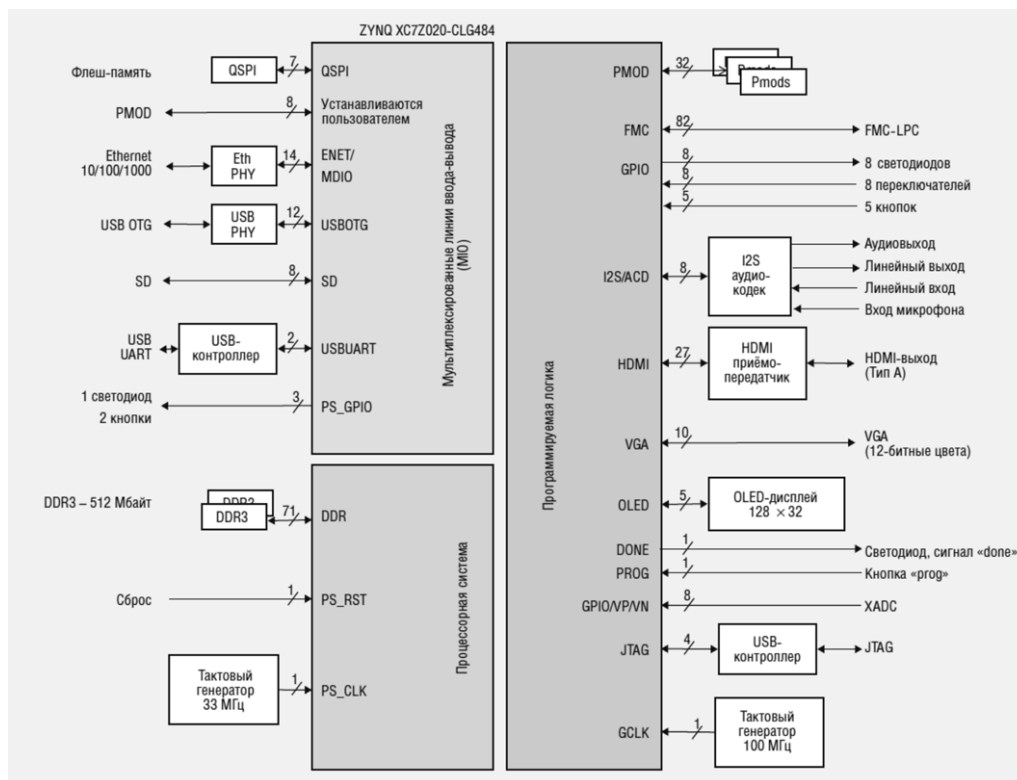 ZYNQ XC7Z020-CLG484
Флеш-память
QSPI
7
QSPI
PMOD
8
Устанавливаются
пользователем
Ethernet
10/100/1000
Eth
PHY
14
ENET/
MDIO
USB OTG
USB
PHY
12
USBOTG
SD
8
SD
USB
UART
USB-
контроллер
2
USBUART
1 светодиод
2 кнопки
3
PS_GPIO
Мультиплексированные линии ввода-вывода
(MIO)
DDR3 – 512 Мбайт
DDR3
DDR3
71
DDR
Сброс
1
PS_RST
Тактовый
генератор
33 МГц
1
PS_CLK
Процессорная система
Программируемая логика
PMOD
32
Pmods
Pmods
FMC
82
FMC-LPC
GPIO
8
8 светодиодов
8
8 переключателей
5
5 кнопок
I2S/ACD
8
I2S
аудио-
кодек
Аудиовыход
Линейный выход
Линейный вход
Вход микрофона
HDMI
27
HDMI
приёмо-
передатчик
HDMI-выход
(Тип A)
VGA
10
VGA
(12-битные цвета)
OLED
5
OLED-дисплей
128 × 32
DONE
1
Светодиод, сигнал «done»
PROG
1
Кнопка «prog»
GPIO/VP/VN
8
XADC
JTAG
4
USB-
контроллер
JTAG
GCLK
1
Тактовый
генератор
100 МГц